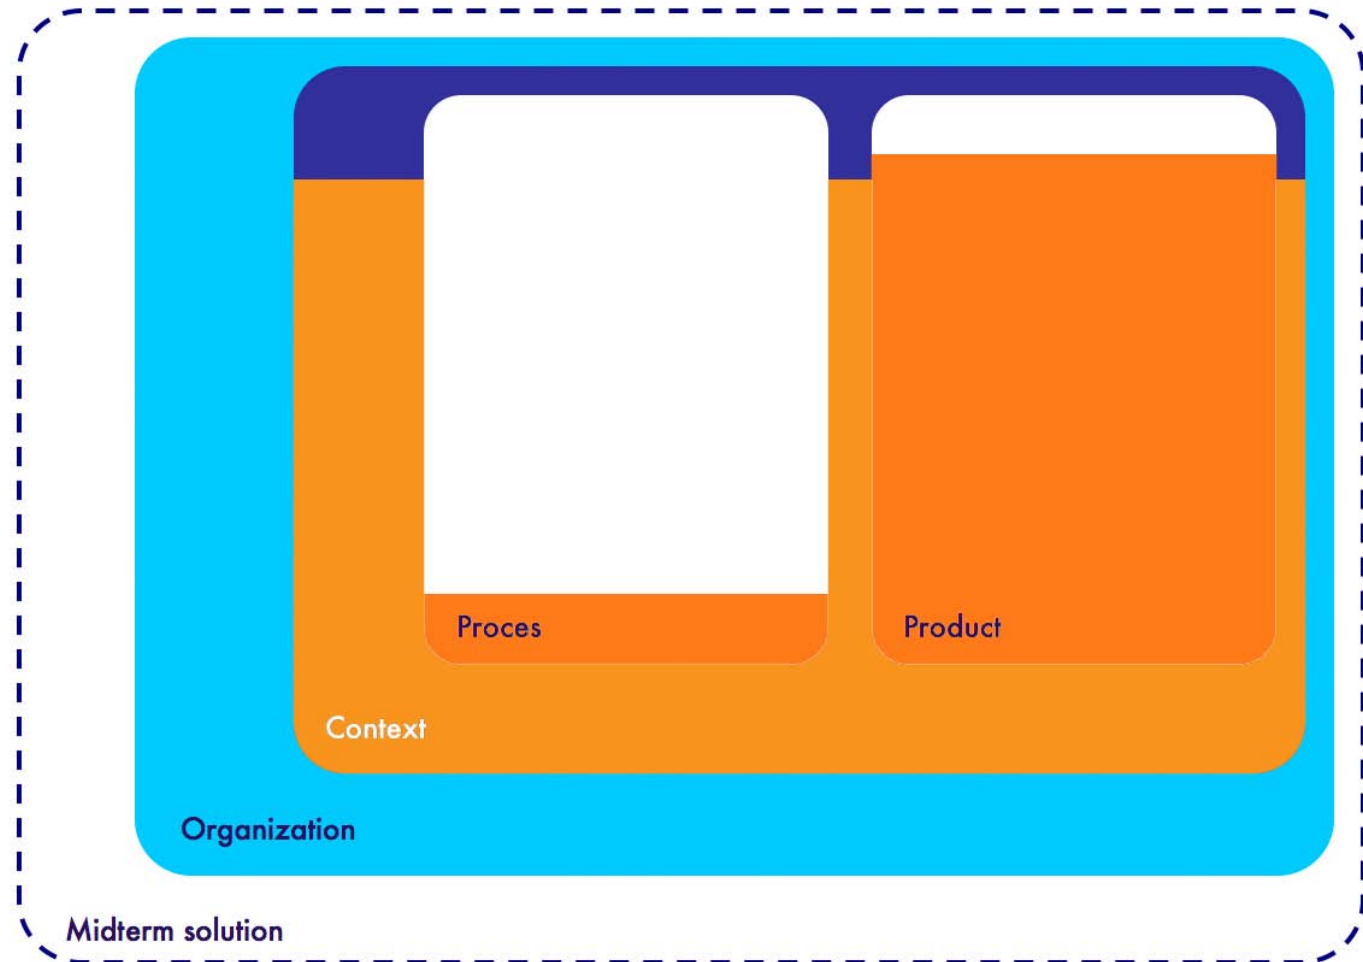 Proces
Product
Context
Organization
Midterm solution